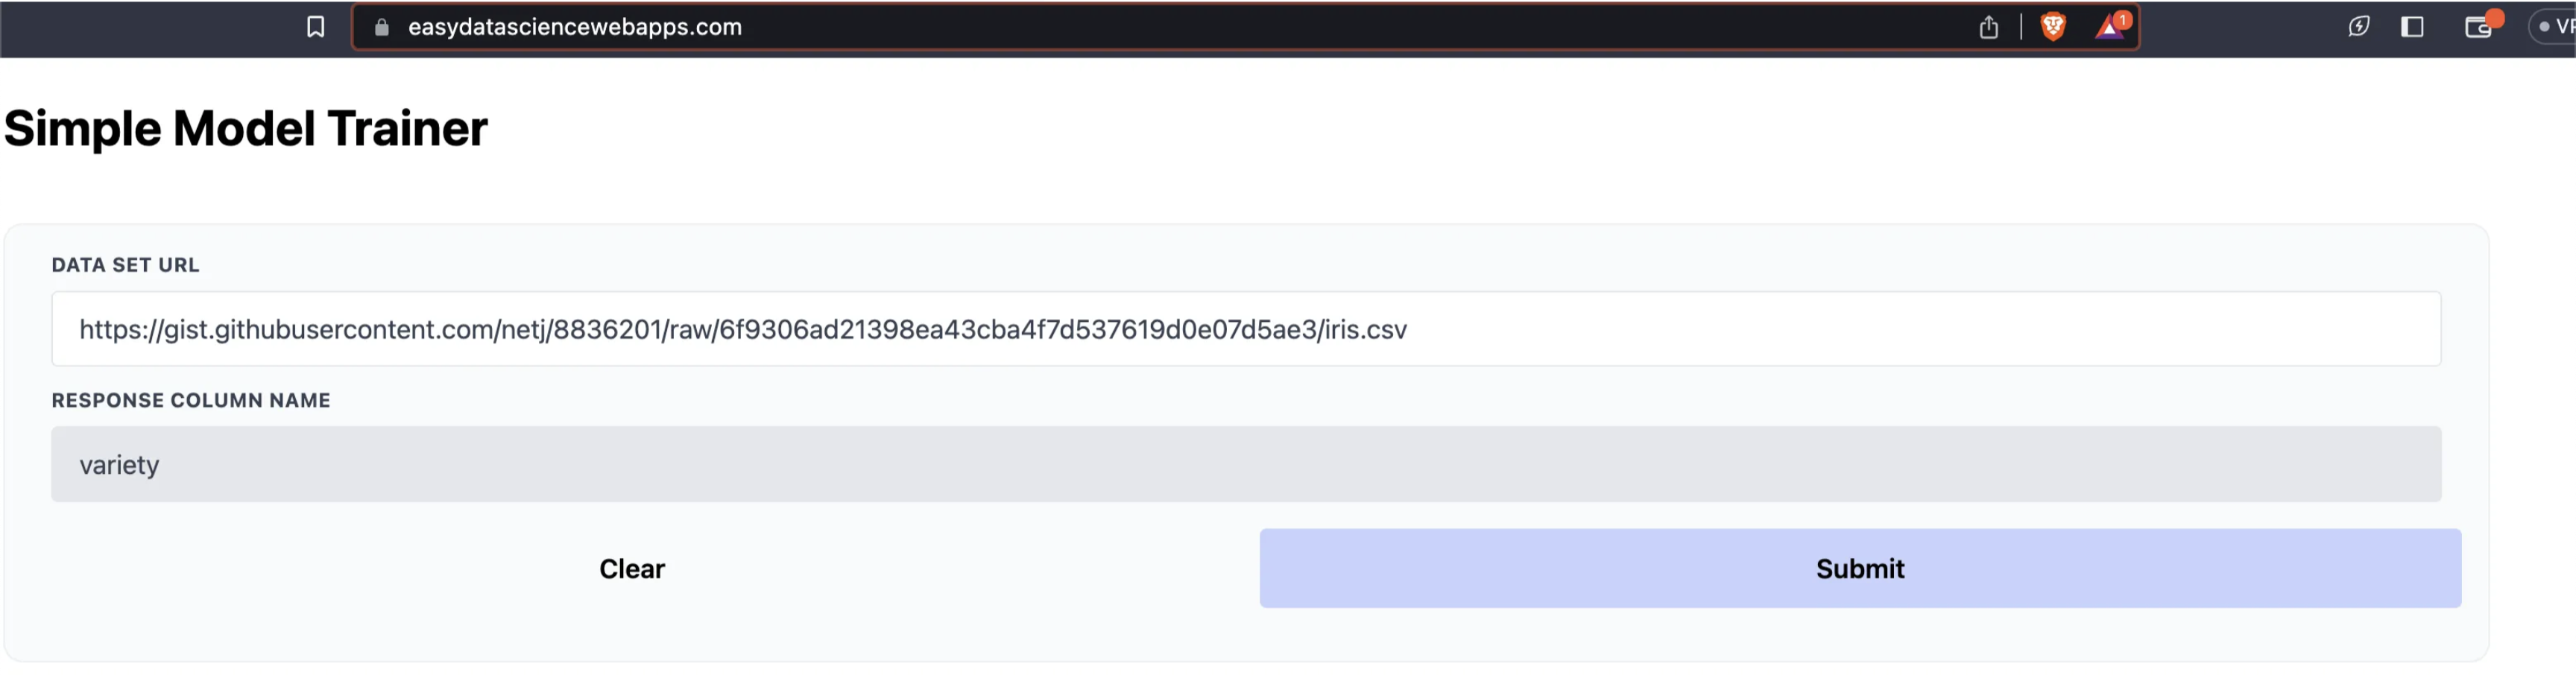 easydatasciencewebapps.com
1
VP
Simple Model Trainer
DATA SET URL
https://gist.githubusercontent.com/netj/8836201/raw/6f9306ad21398ea43cba4f7d537619d0e07d5ae3/iris.csv
RESPONSE COLUMN NAME
variety
Clear Submit